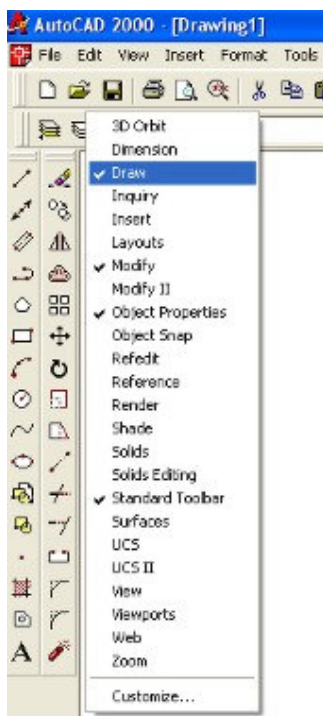 AutoCAD 2000 - [Drawing1]
File Edit View Insert Format Tools
3D Orbit
Dimension
Draw
Inquiry
Insert
Layouts
Modify
Modify II
Object Properties
Object Snap
Refedit
Reference
Render
Shade
Solids
Solids Editing
Standard Toolbar
Surfaces
UCS
UCS II
View
Viewports
Web
Zoom
Customize...
A